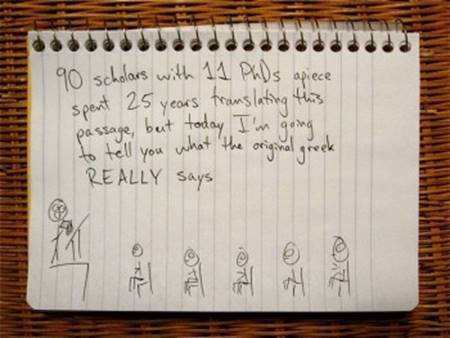 90 scholars with 11 PhDs apiece
spent 25 years translating this
passage, but today I'm going
to tell you what the original greek
REALLY says